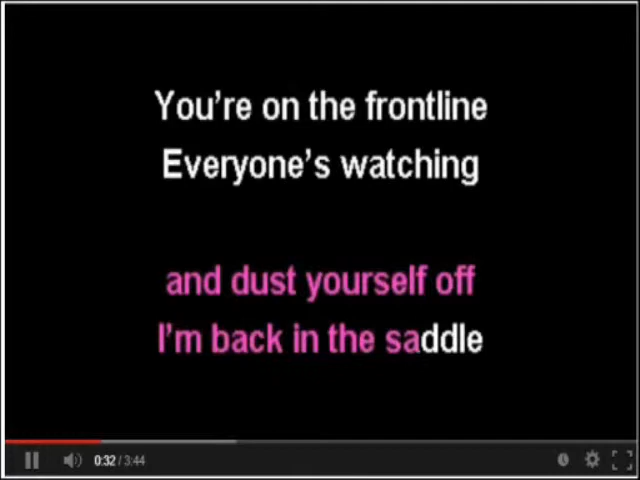 You're on the frontline
Everyone's watching
and dust yourself off
I'm back in the saddle
0:32 / 3:44